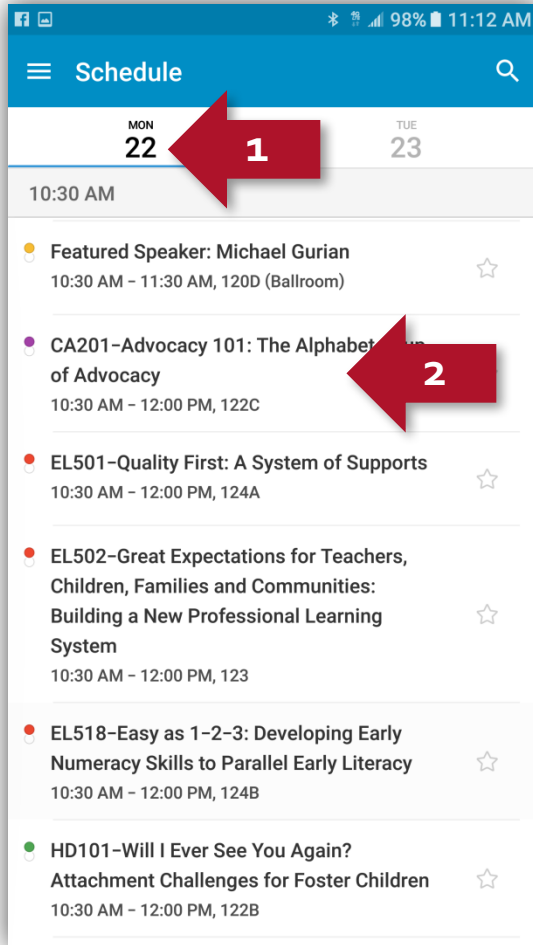 98% 11:12 AM
Schedule
MON
22
TUE
23
1
10:30 AM
Featured Speaker: Michael Gurian
10:30 AM – 11:30 AM, 120D (Ballroom)
CA201–Advocacy 101: The Alphabet
of Advocacy
10:30 AM – 12:00 PM, 122C
2
EL501–Quality First: A System of Supports
10:30 AM – 12:00 PM, 124A
EL502–Great Expectations for Teachers,
Children, Families and Communities:
Building a New Professional Learning
System
10:30 AM – 12:00 PM, 123
EL518–Easy as 1–2–3: Developing Early
Numeracy Skills to Parallel Early Literacy
10:30 AM – 12:00 PM, 124B
HD101–Will I Ever See You Again?
Attachment Challenges for Foster Children
10:30 AM – 12:00 PM, 122B